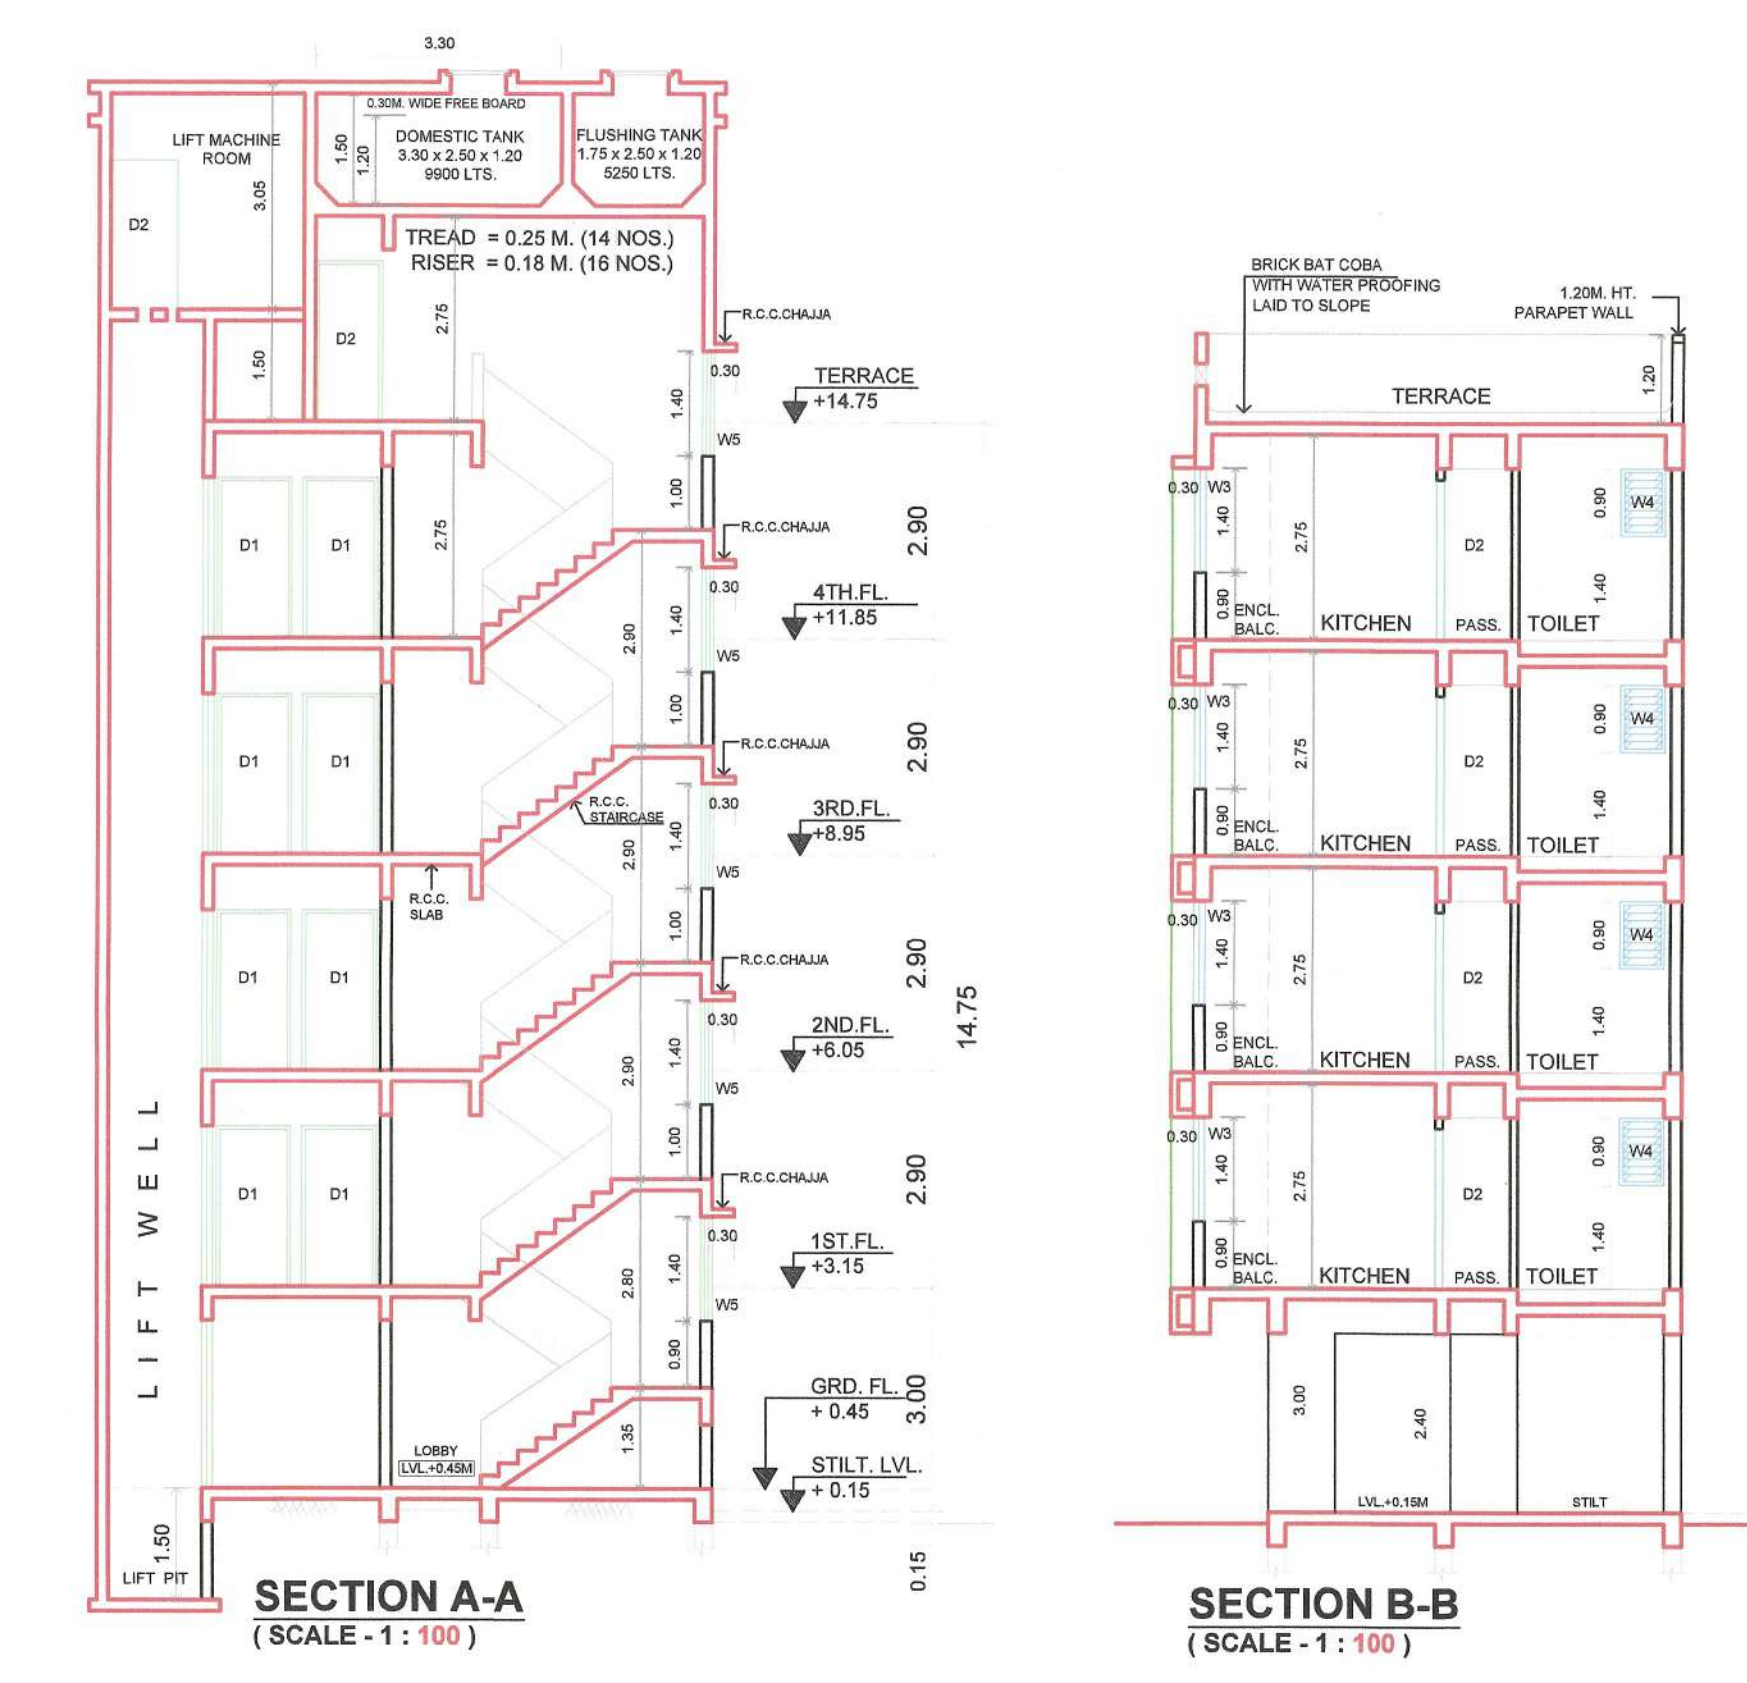 3.30
0.30M. WIDE FREE BOARD
LIFT MACHINE
ROOM
3.05
1.50
1.20
DOMESTIC TANK
3.30 x 2.50 x 1.20
9900 LTS.
FLUSHING TANK
1.75 x 2.50 x 1.20
5250 LTS.
D2
TREAD = 0.25 M. (14 NOS.)
RISER = 0.18 M. (16 NOS.)
2.75
D2
1.50
R.C.C.CHAJJA
0.30
1.40
W5
1.00
TERRACE
+14.75
D1
D1
2.75
R.C.C.CHAJJA
0.30
2.90
2.90
1.40
W5
1.00
4TH.FL.
+11.85
D1
D1
R.C.C.CHAJJA
0.30
2.90
R.C.C.
STAIRCASE
2.90
1.40
W5
1.00
3RD.FL.
+8.95
R.C.C.
SLAB
D1
D1
R.C.C.CHAJJA
0.30
2.90
14.75
2.90
1.40
W5
1.00
2ND.FL.
+6.05
D1
D1
R.C.C.CHAJJA
0.30
2.90
2.80
1.40
W5
0.90
1ST.FL.
+3.15
LIFT WELL
GRD. FL.
+ 0.45
3.00
1.35
LOBBY
LVL.+0.45M
STILT. LVL.
+ 0.15
0.15
1.50
LIFT PIT
SECTION A-A
( SCALE - 1 : 100 )
BRICK BAT COBA
WITH WATER PROOFING
LAID TO SLOPE
1.20M. HT.
PARAPET WALL
1.20
TERRACE
0.30 W3
1.40
2.75
0.90
W4
D2
1.40
0.90
ENCL.
BALC.
KITCHEN
PASS.
TOILET
0.30 W3
1.40
2.75
0.90
W4
D2
1.40
0.90
ENCL.
BALC.
KITCHEN
PASS.
TOILET
0.30 W3
1.40
2.75
0.90
W4
D2
1.40
0.90
ENCL.
BALC.
KITCHEN
PASS.
TOILET
0.30 W3
1.40
2.75
0.90
W4
D2
1.40
0.90
ENCL.
BALC.
KITCHEN
PASS.
TOILET
3.00
2.40
LVL.+0.15M
STILT
SECTION B-B
( SCALE - 1 : 100 )